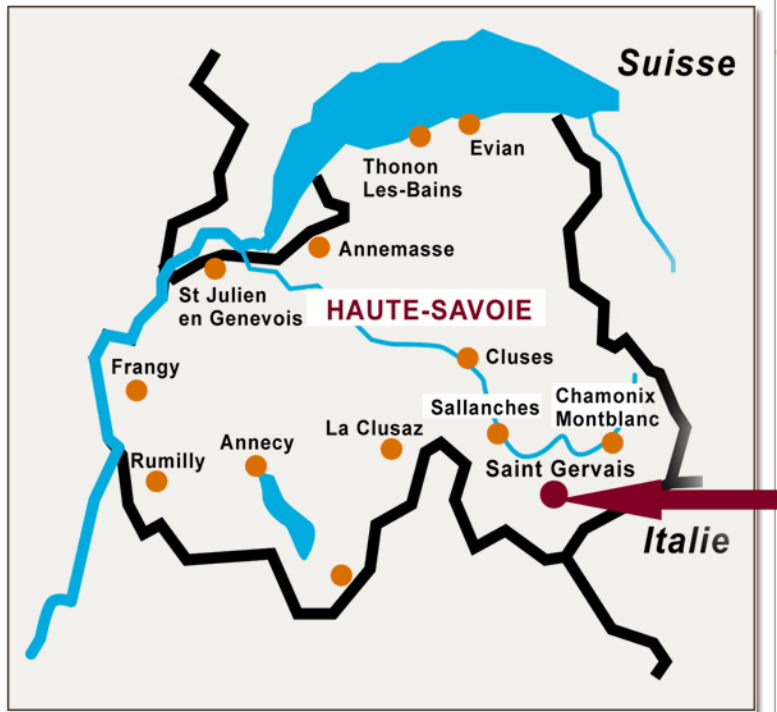 Suisse
Evian
Thonon
Les-Bains
Annemasse
St Julien
en Genevois
HAUTE-SAVOIE
Cluses
Frangy
Sallanches
Chamonix
Montblanc
La Clusaz
Annecy
Rumilly
Saint Gervais
Italie